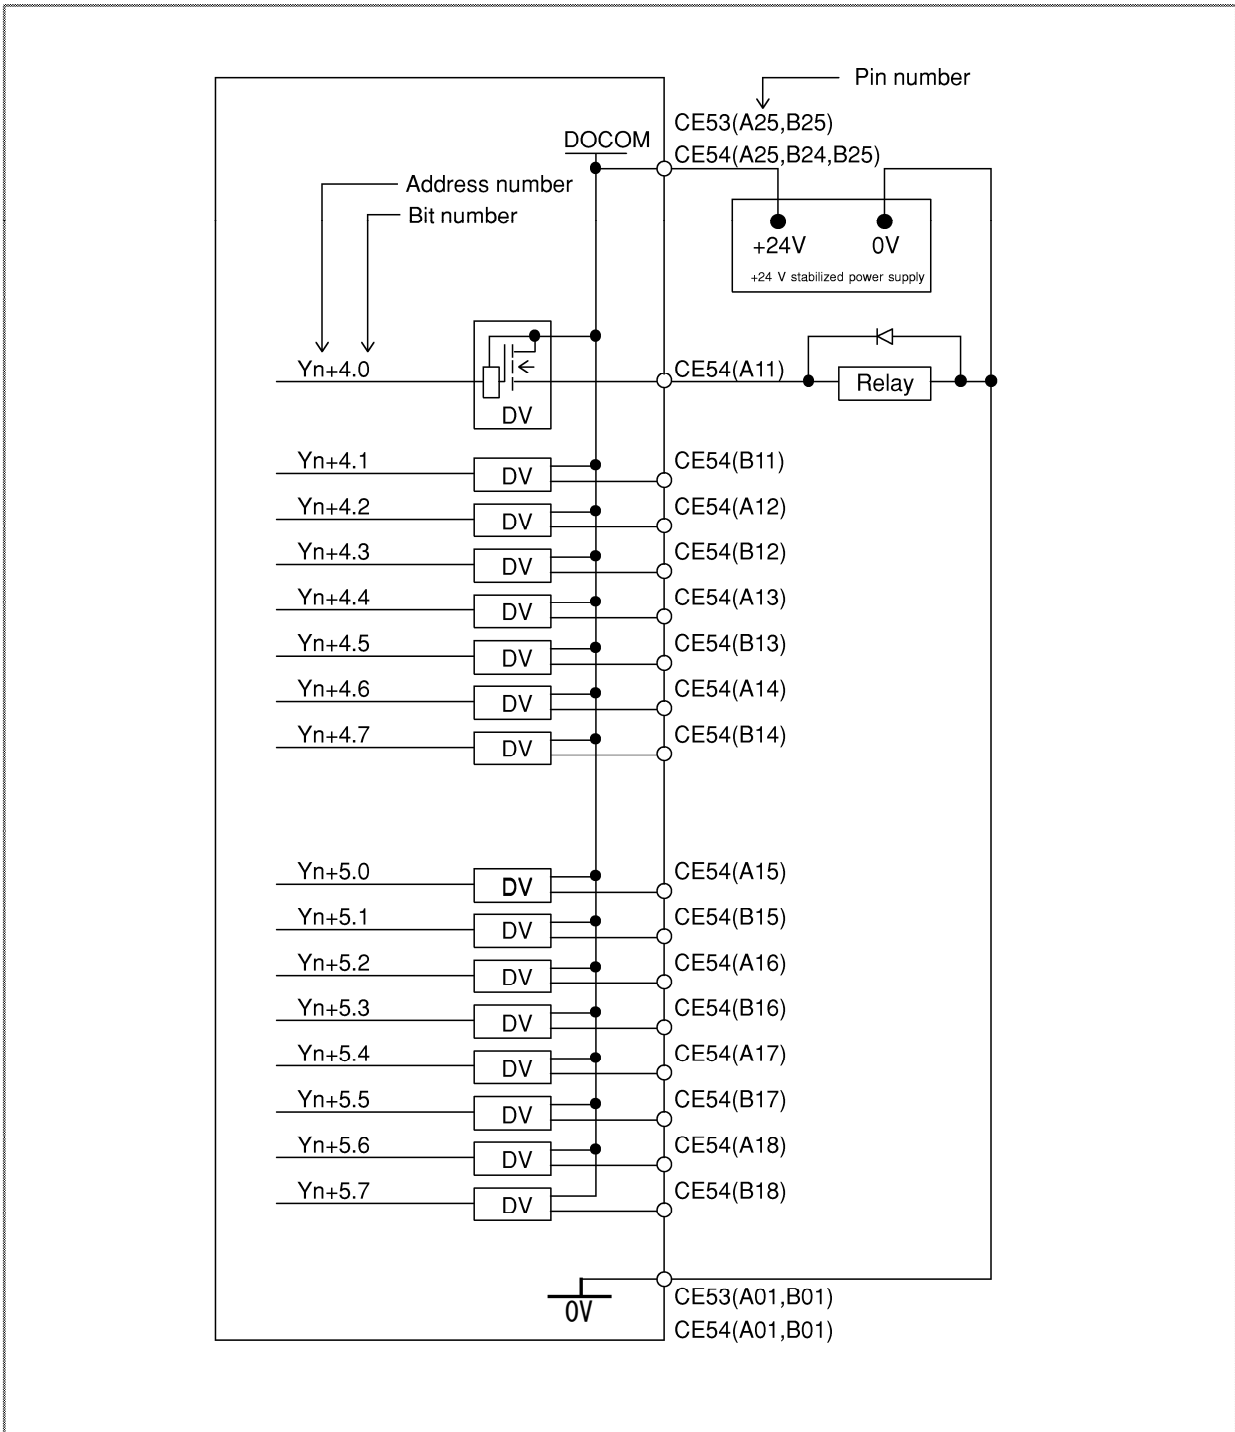 Pin number
CE53(A25,B25)
DOCOM
CE54(A25,B24,B25)
Address number
Bit number
+24V 0V
+24 V stabilized power supply
Yn+4.0 CE54(A11) Relay
DV
Yn+4.1 DV CE54(B11)
Yn+4.2 DV CE54(A12)
Yn+4.3 DV CE54(B12)
Yn+4.4 DV CE54(A13)
Yn+4.5 DV CE54(B13)
Yn+4.6 DV CE54(A14)
Yn+4.7 DV CE54(B14)
Yn+5.0 DV CE54(A15)
Yn+5.1 DV CE54(B15)
Yn+5.2 DV CE54(A16)
Yn+5.3 DV CE54(B16)
Yn+5.4 DV CE54(A17)
Yn+5.5 DV CE54(B17)
Yn+5.6 DV CE54(A18)
Yn+5.7 DV CE54(B18)
0V
CE53(A01,B01)
CE54(A01,B01)